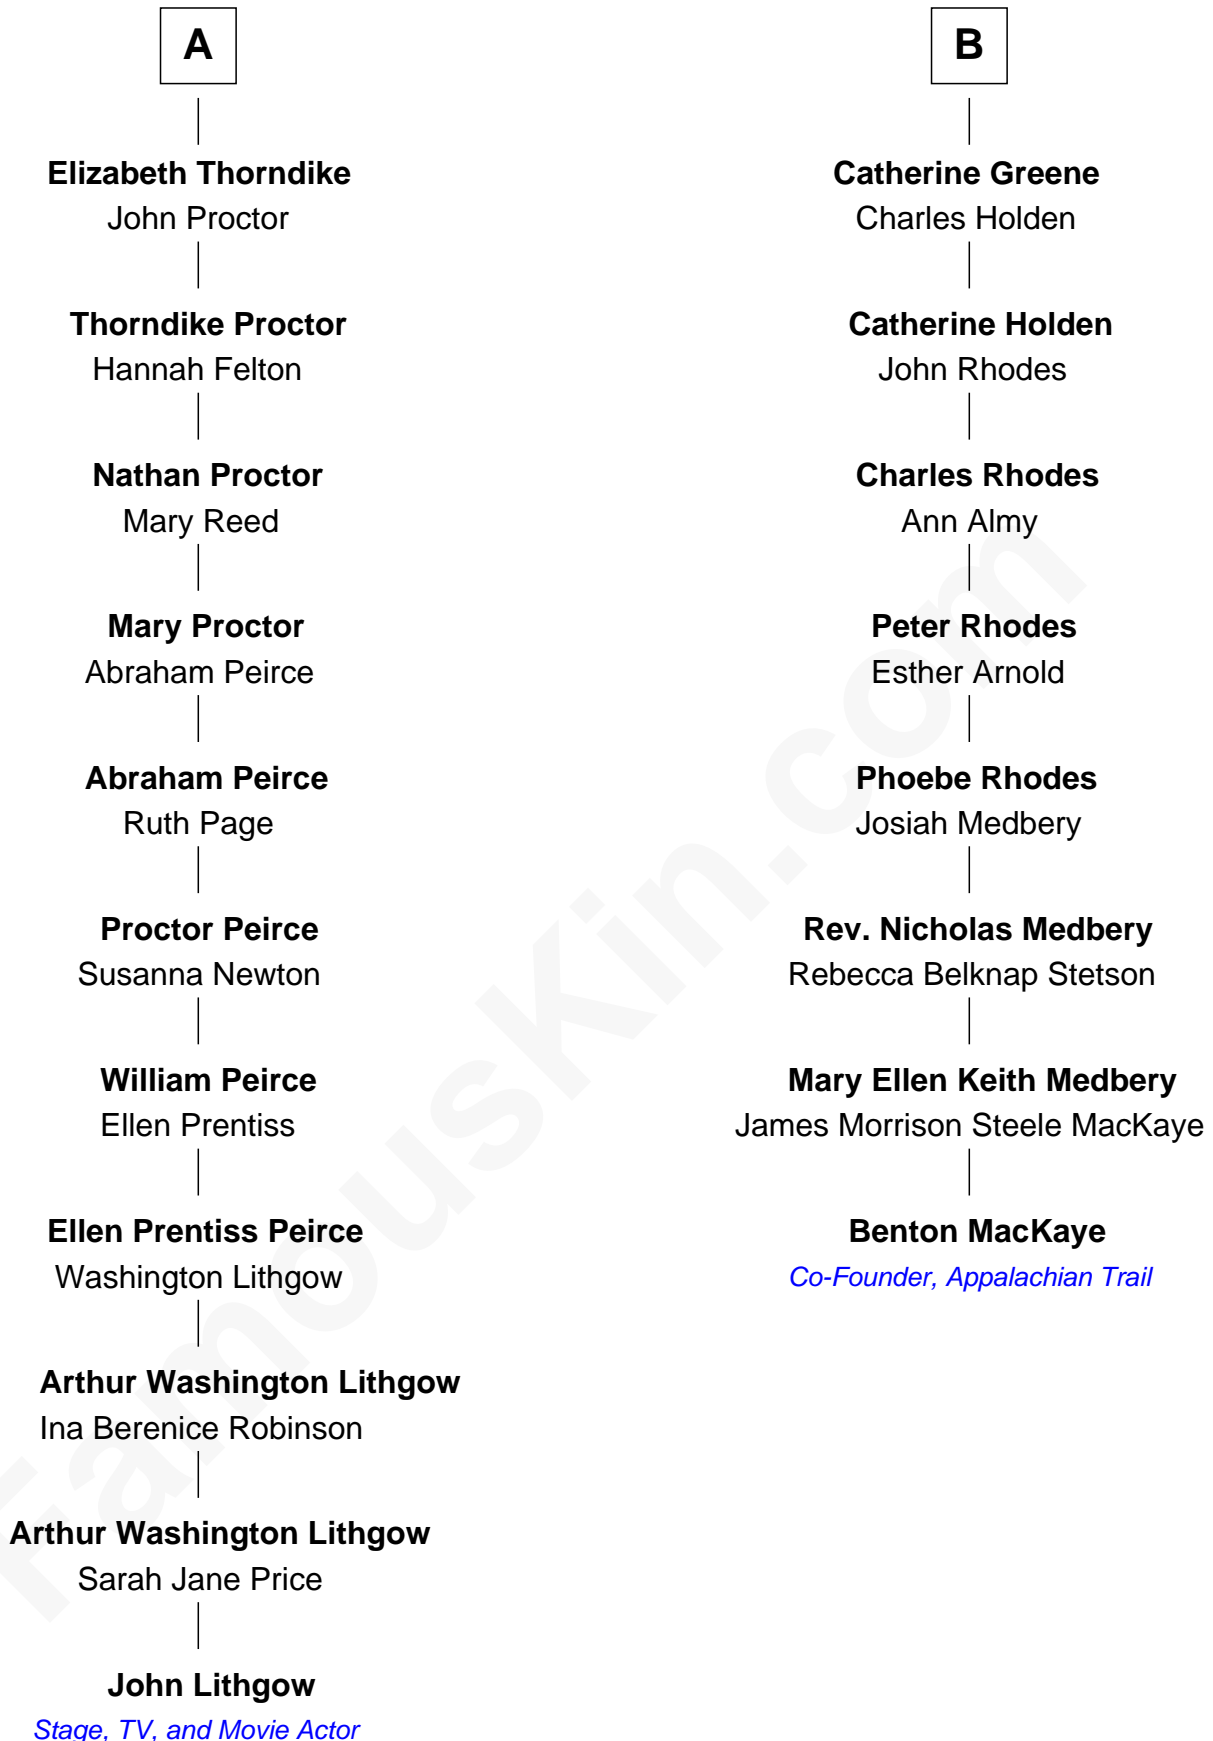 A
Elizabeth Thorndike
John Proctor
Thorndike Proctor
Hannah Felton
Nathan Proctor
Mary Reed
Mary Proctor
Abraham Peirce
Abraham Peirce
Ruth Page
Proctor Peirce
Susanna Newton
William Peirce
Ellen Prentiss
Ellen Prentiss Peirce
Washington Lithgow
Arthur Washington Lithgow
Ina Berenice Robinson
Arthur Washington Lithgow
Sarah Jane Price
John Lithgow
Stage, TV, and Movie Actor
B
Catherine Greene
Charles Holden
Catherine Holden
John Rhodes
Charles Rhodes
Ann Almy
Peter Rhodes
Esther Arnold
Phoebe Rhodes
Josiah Medbery
Rev. Nicholas Medbery
Rebecca Belknap Stetson
Mary Ellen Keith Medbery
James Morrison Steele MacKaye
Benton MacKaye
Co-Founder, Appalachian Trail
FamousKin.com